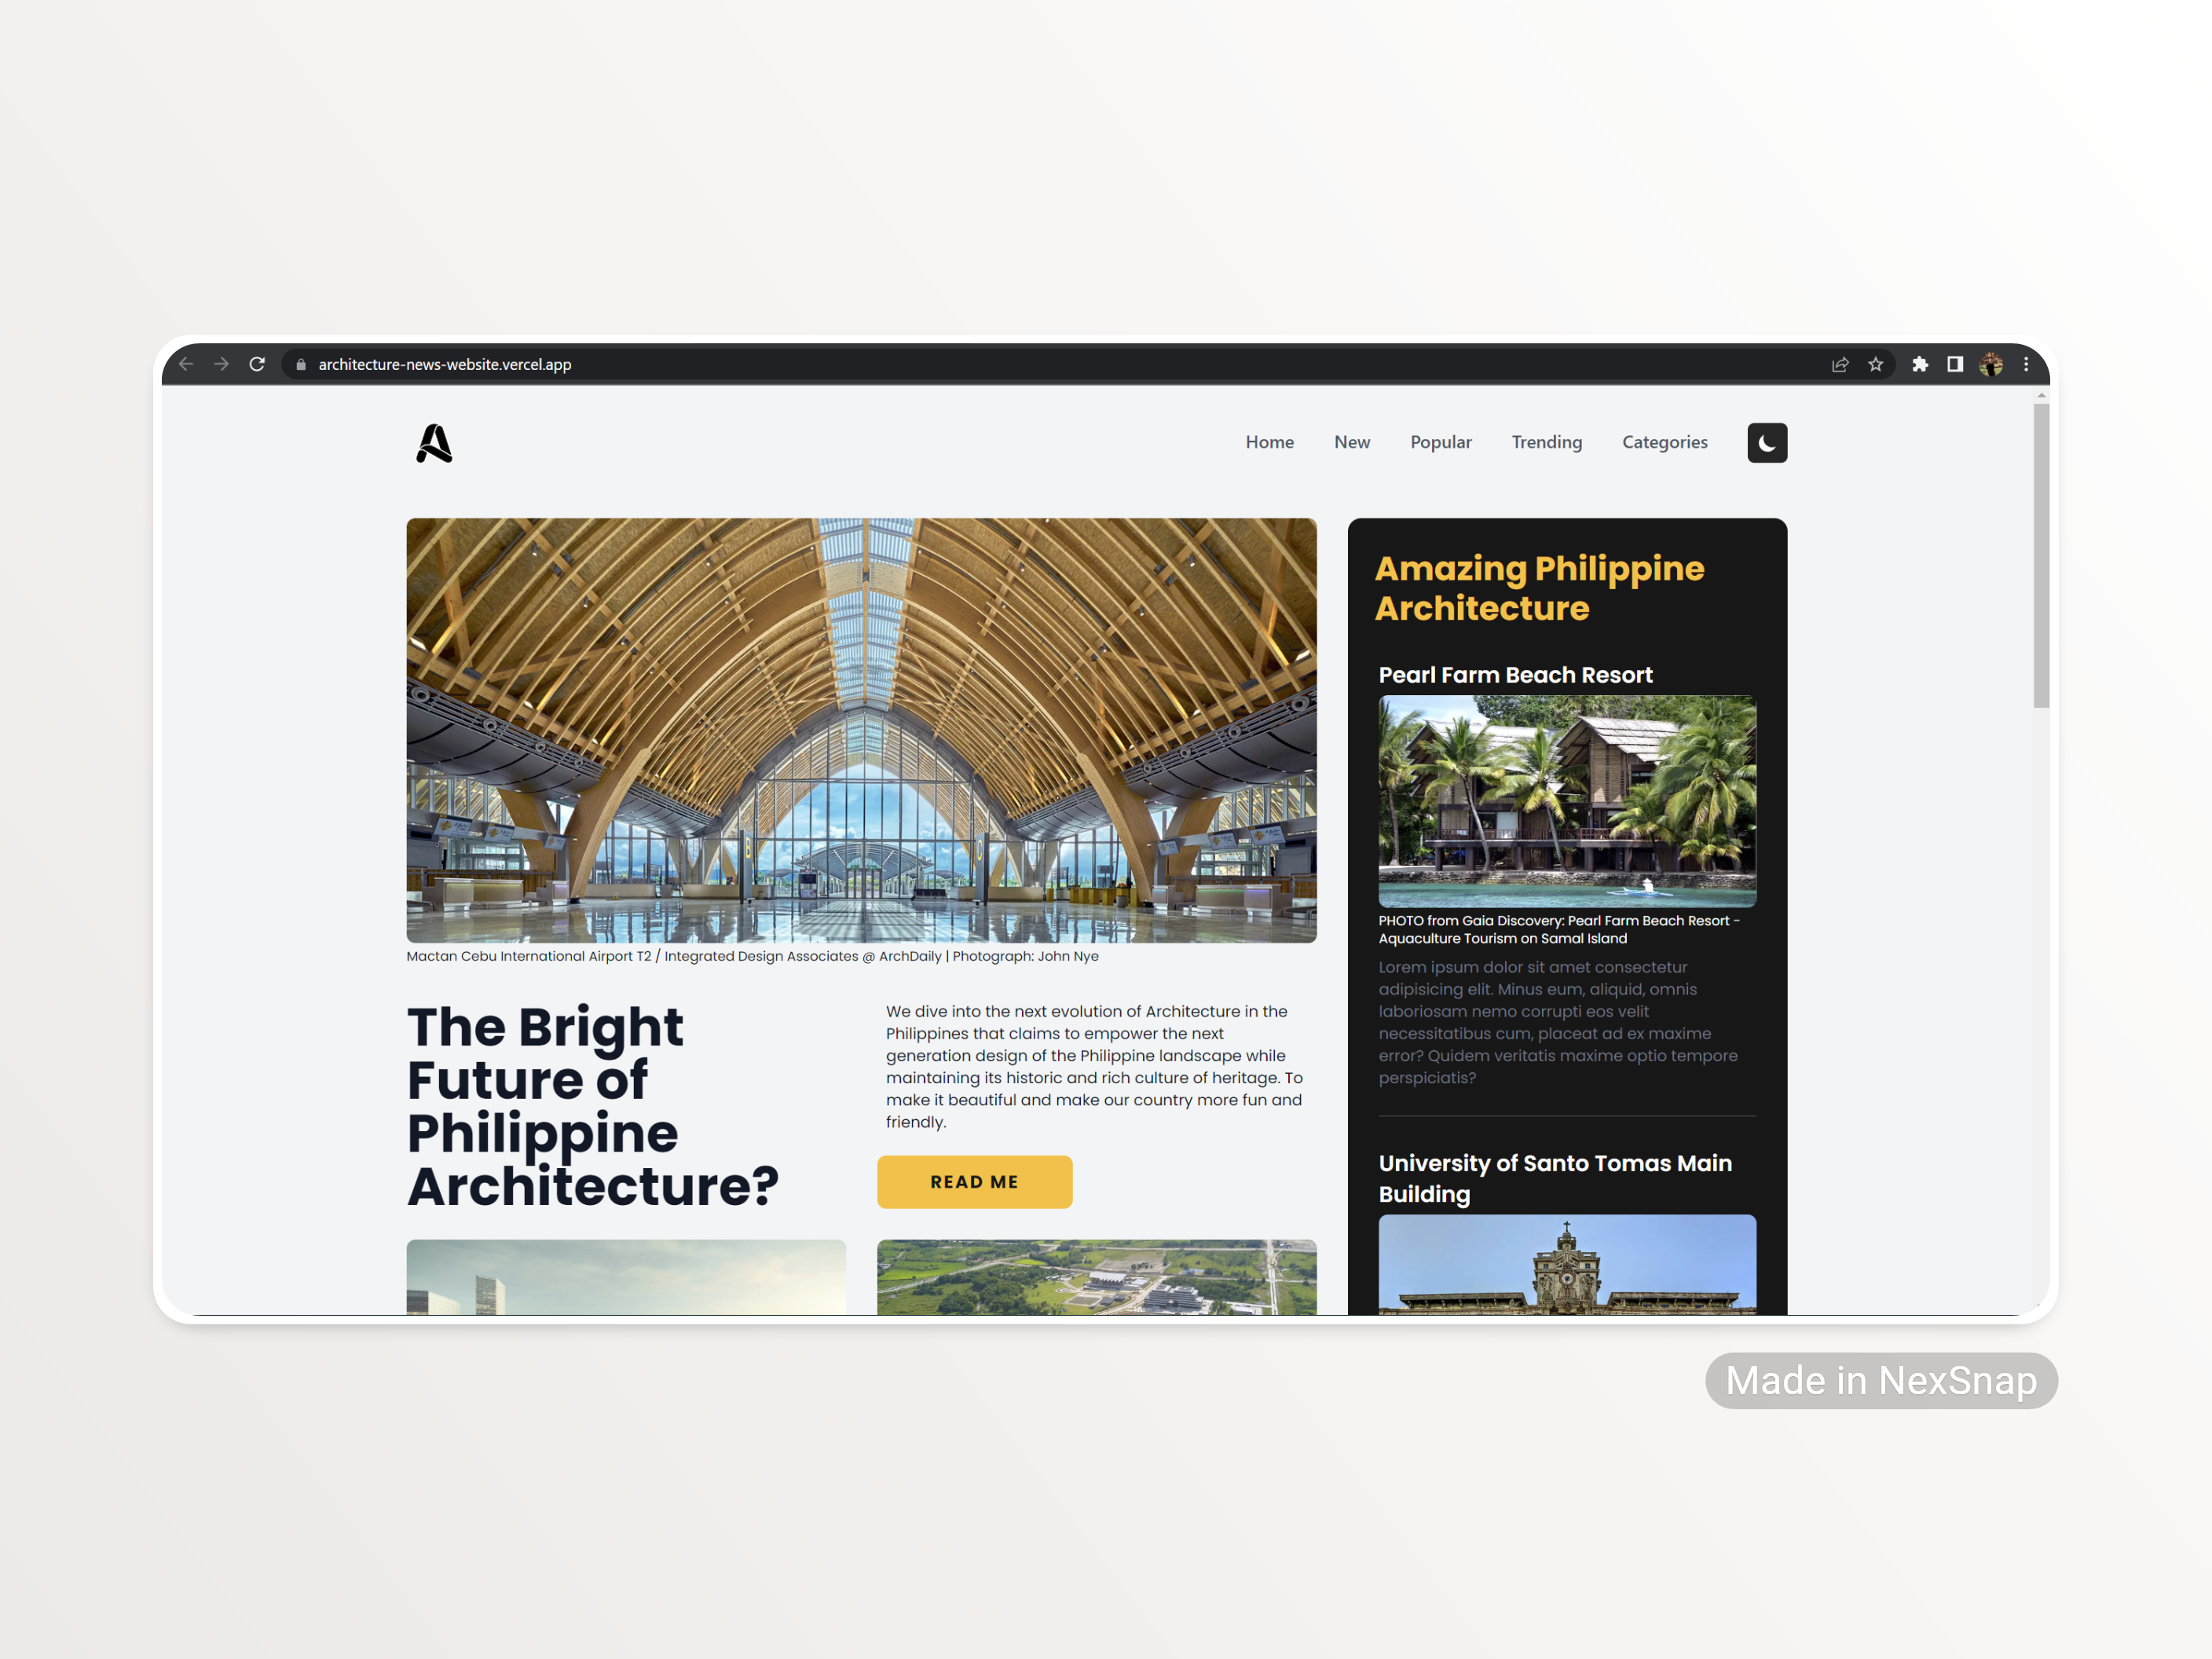 architecture-news-website.vercel.app
Home New Popular Trending Categories
Mactan Cebu International Airport T2 / Integrated Design Associates @ ArchDaily | Photograph: John Nye
The Bright
Future of
Philippine
Architecture?
We dive into the next evolution of Architecture in the
Philippines that claims to empower the next
generation design of the Philippine landscape while
maintaining its historic and rich culture of heritage. To
make it beautiful and make our country more fun and
friendly.
READ ME
Amazing Philippine
Architecture
Pearl Farm Beach Resort
PHOTO from Gaia Discovery: Pearl Farm Beach Resort -
Aquaculture Tourism on Samal Island
Lorem ipsum dolor sit amet consectetur
adipisicing elit. Minus eum, aliquid, omnis
laboriosam nemo corrupti eos velit
necessitatibus cum, placeat ad ex maxime
error? Quidem veritatis maxime optio tempore
perspiciatis?
University of Santo Tomas Main
Building
Made in NexSnap